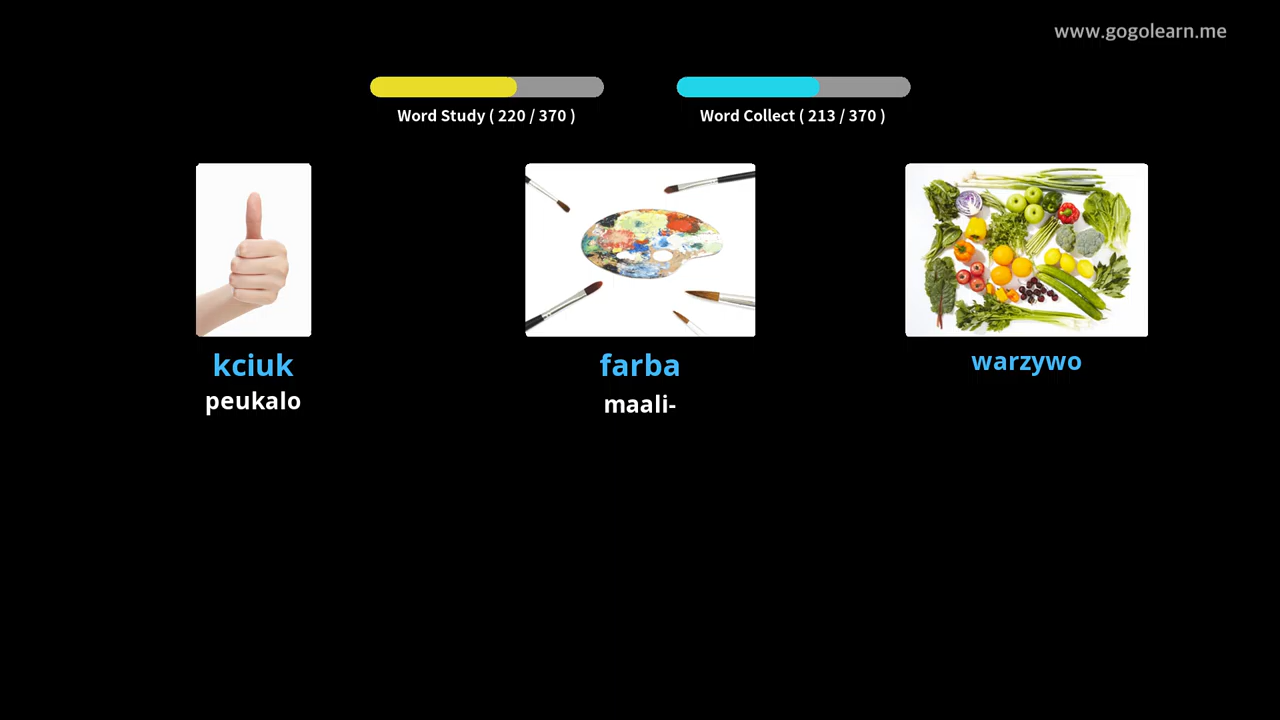 www.gogolearn.me
Word Study ( 220 / 370 )
Word Collect ( 213 / 370 )
kciuk
peukalo
farba
maali-
warzywo